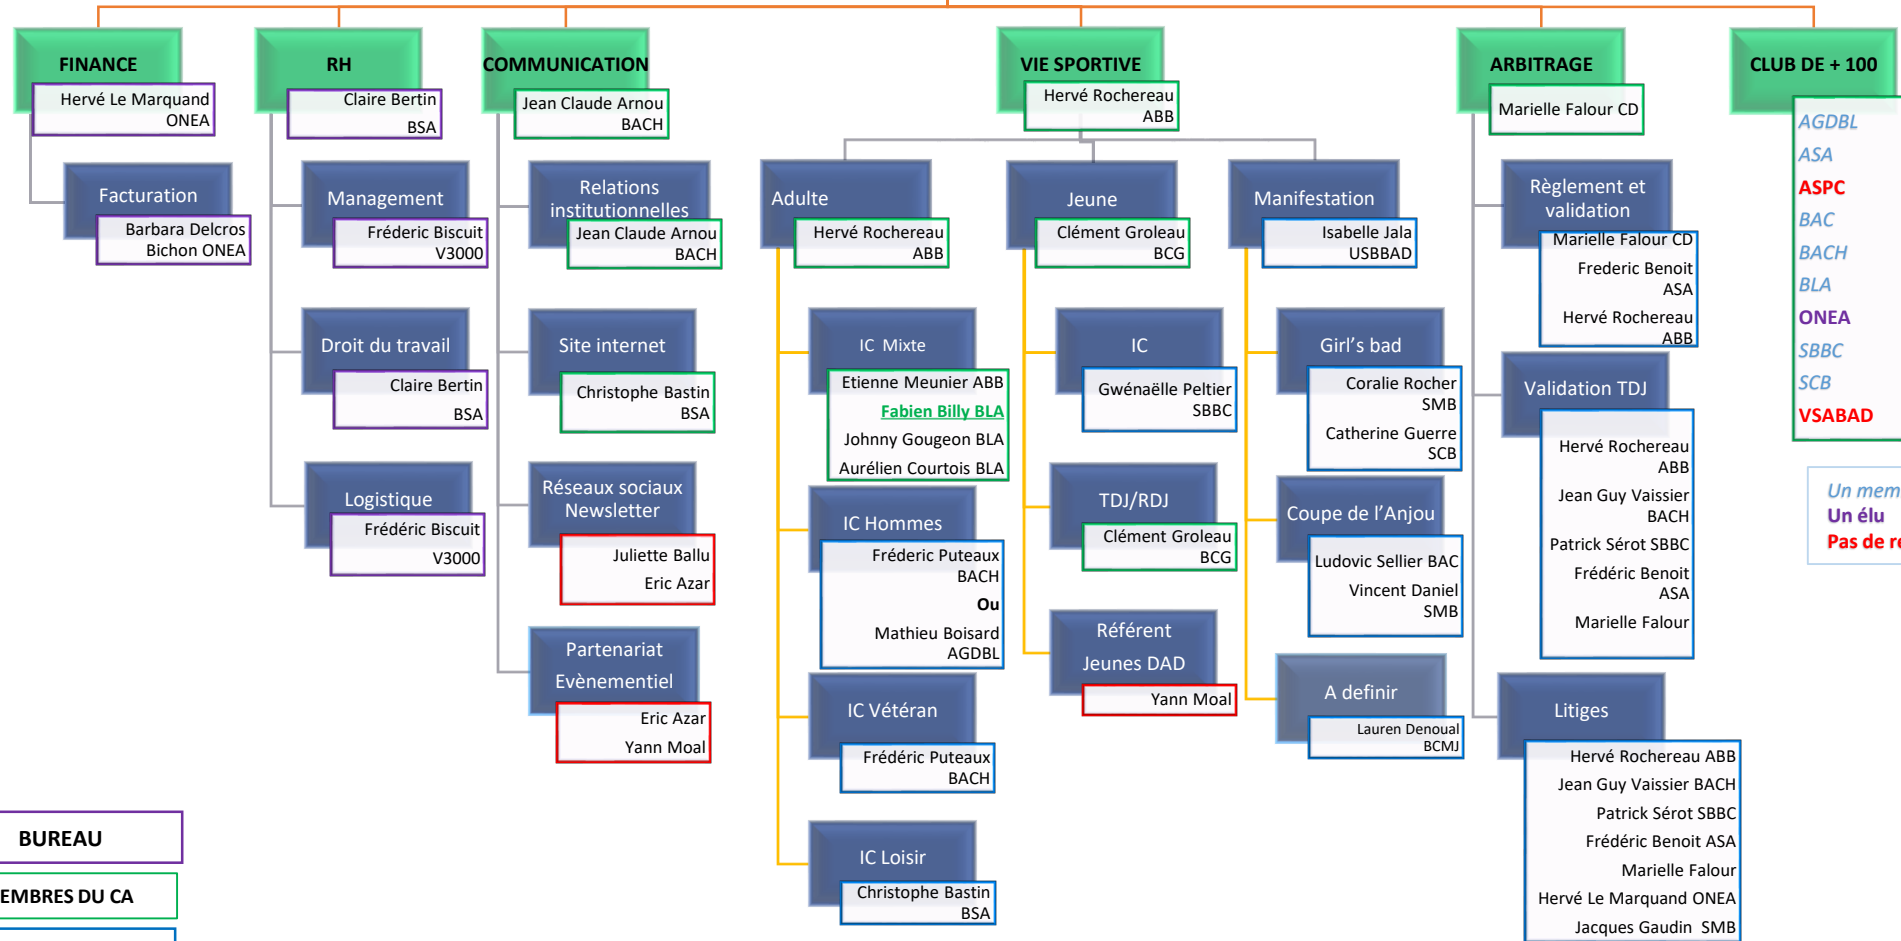 FINANCE
Hervé Le Marquand
ONEA
Facturation
Barbara Delcros
Bichon ONEA
RH
Claire Bertin
BSA
Management
Fréderic Biscuit
V3000
Droit du travail
Claire Bertin
BSA
Logistique
Frédéric Biscuit
V3000
COMMUNICATION
Jean Claude Arnou
BACH
Relations
institutionnelles
Jean Claude Arnou
BACH
Site internet
Christophe Bastin
BSA
Réseaux sociaux
Newsletter
Juliette Ballu
Eric Azar
Partenariat
Evènementiel
Eric Azar
Yann Moal
VIE SPORTIVE
Hervé Rochereau
ABB
Adulte
Hervé Rochereau
ABB
IC Mixte
Etienne Meunier ABB
Fabien Billy BLA
Johnny Gougeon BLA
Aurélien Courtois BLA
IC Hommes
Fréderic Puteaux
BACH
Ou
Mathieu Boisard
AGDBL
IC Vétéran
Frédéric Puteaux
BACH
IC Loisir
Christophe Bastin
BSA
Jeune
Clément Groleau
BCG
IC
Gwénaëlle Peltier
SBBC
TDJ/RDJ
Clément Groleau
BCG
Référent
Jeunes DAD
Yann Moal
Manifestation
Isabelle Jala
USBBAD
Girl's bad
Coralie Rocher
SMB
Catherine Guerre
SCB
Coupe de l'Anjou
Ludovic Sellier BAC
Vincent Daniel
SMB
A definir
Lauren Denoual
BCMJ
ARBITRAGE
Marielle Falour CD
Règlement et
validation
Marielle Falour CD
Frederic Benoit
ASA
Hervé Rochereau
ABB
Validation TDJ
Hervé Rochereau
ABB
Jean Guy Vaissier
BACH
Patrick Sérot SBBC
Frédéric Benoit
ASA
Marielle Falour
Litiges
Hervé Rochereau ABB
Jean Guy Vaissier BACH
Patrick Sérot SBBC
Frédéric Benoit ASA
Marielle Falour
Hervé Le Marquand ONEA
Jacques Gaudin SMB
CLUB DE + 100
AGDBL
ASA
ASPC
BAC
BACH
BLA
ONEA
SBBC
SCB
VSABAD
Un mem
Un élu
Pas de re
BUREAU
EMBRES DU CA